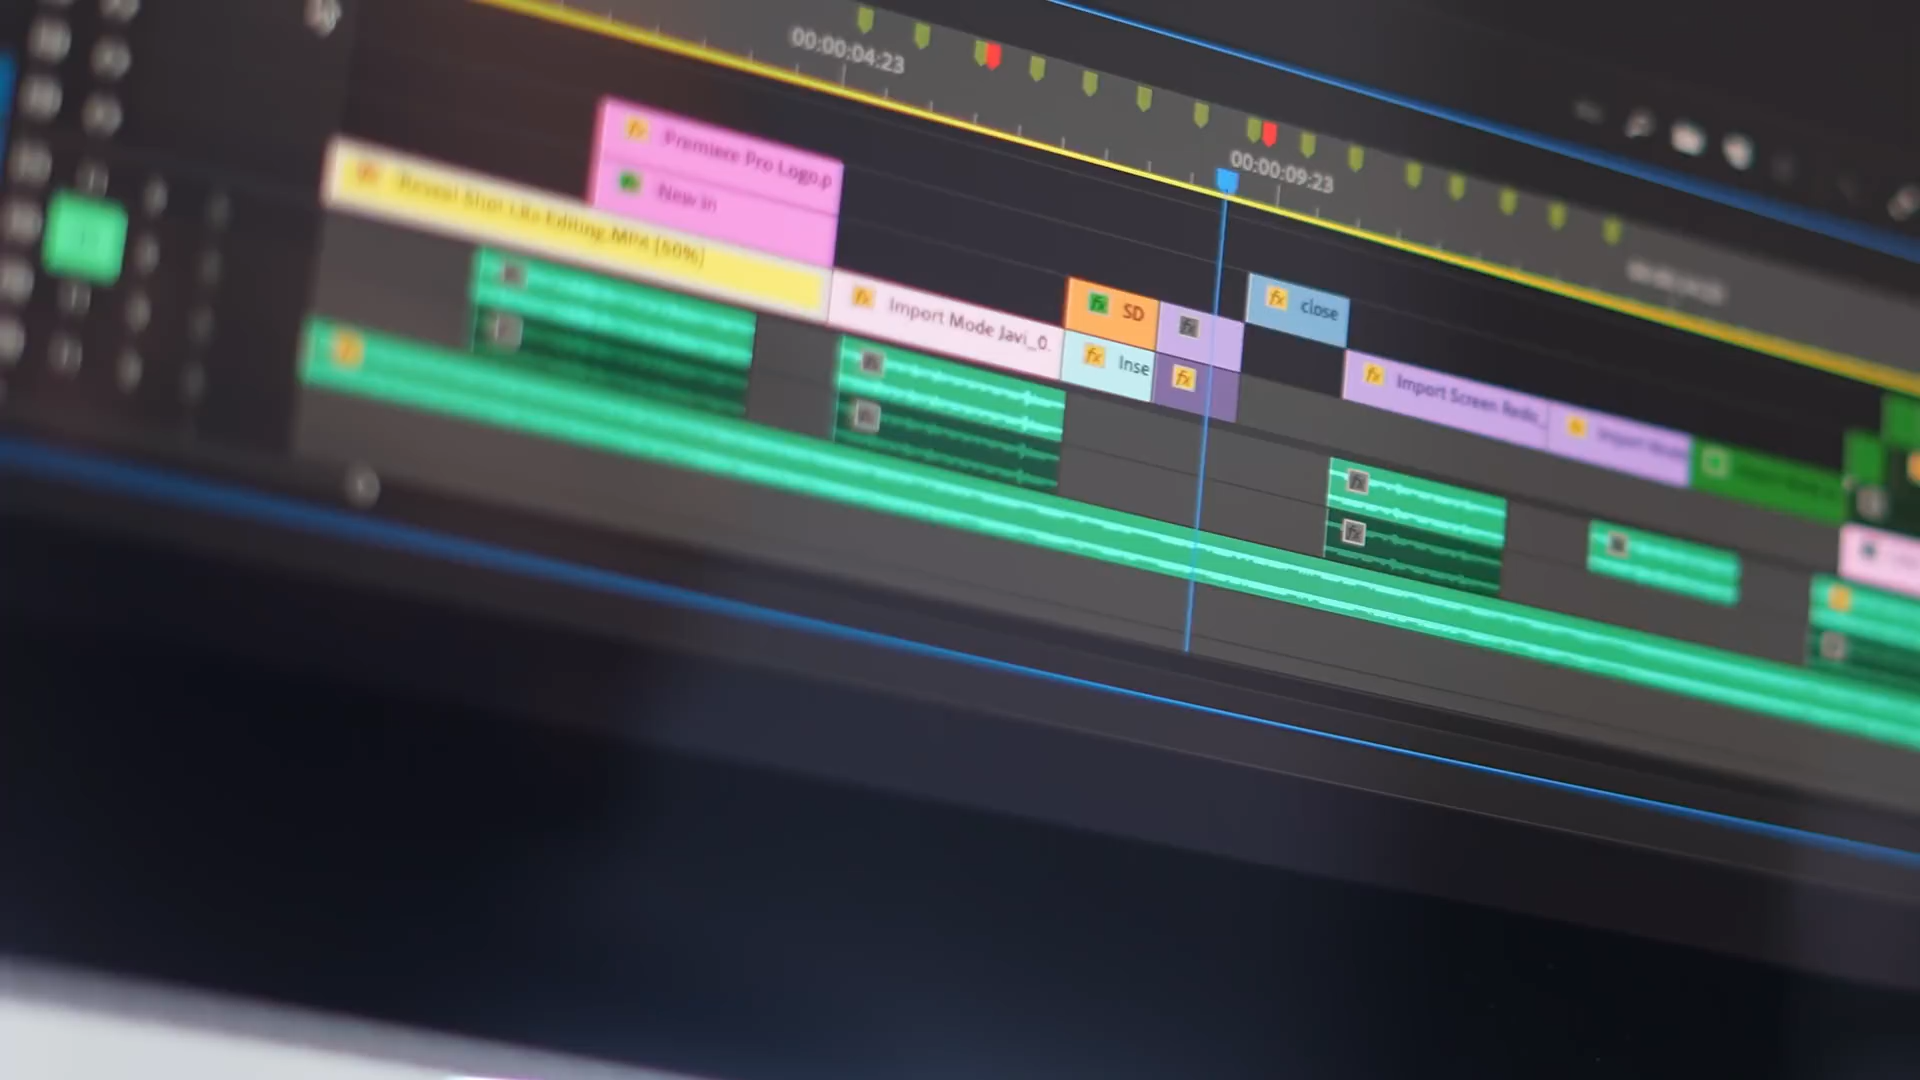 00:00:04:23
00:00:09:23
Premiere Pro Logo.p
New in
Reveal Shot Like Editing.MP4 [50%]
Import Mode Javi_0.
SD
close
Inse
Import Screen Redo_